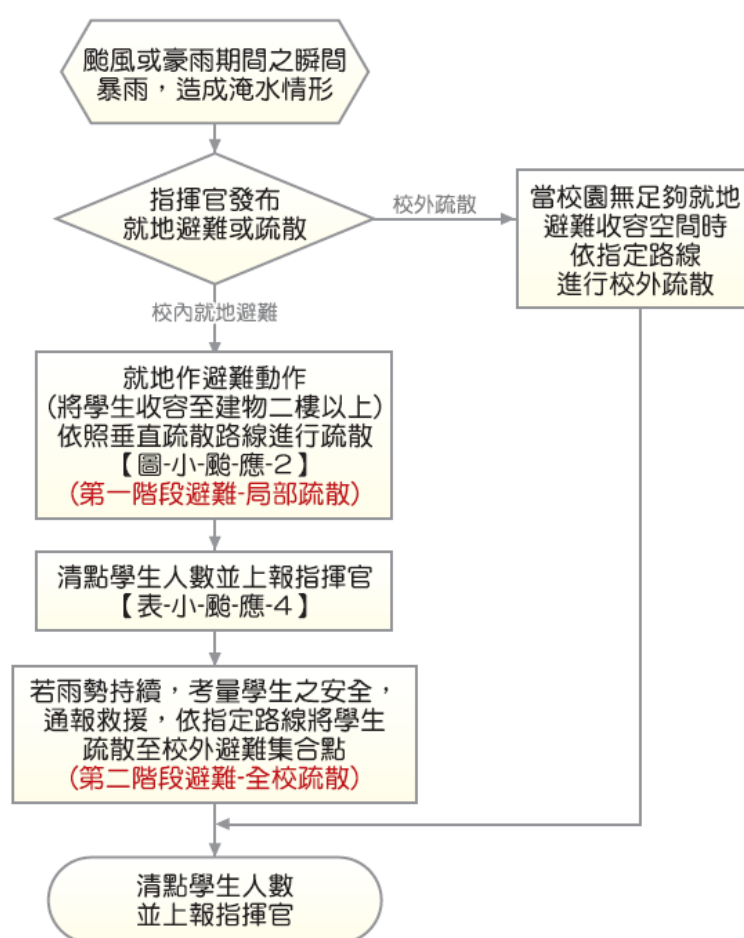 颱風或豪雨期間之瞬間
暴雨，造成淹水情形
指揮官發布
就地避難或疏散
校外疏散
當校園無足夠就地
避難收容空間時
依指定路線
進行校外疏散
校內就地避難
就地作避難動作
(將學生收容至建物二樓以上)
依照垂直疏散路線進行疏散
【圖-小-颱-應-2】
(第一階段避難-局部疏散)
清點學生人數並上報指揮官
【表-小-颱-應-4】
若雨勢持續，考量學生之安全，
通報救援，依指定路線將學生
疏散至校外避難集合點
(第二階段避難-全校疏散)
清點學生人數
並上報指揮官